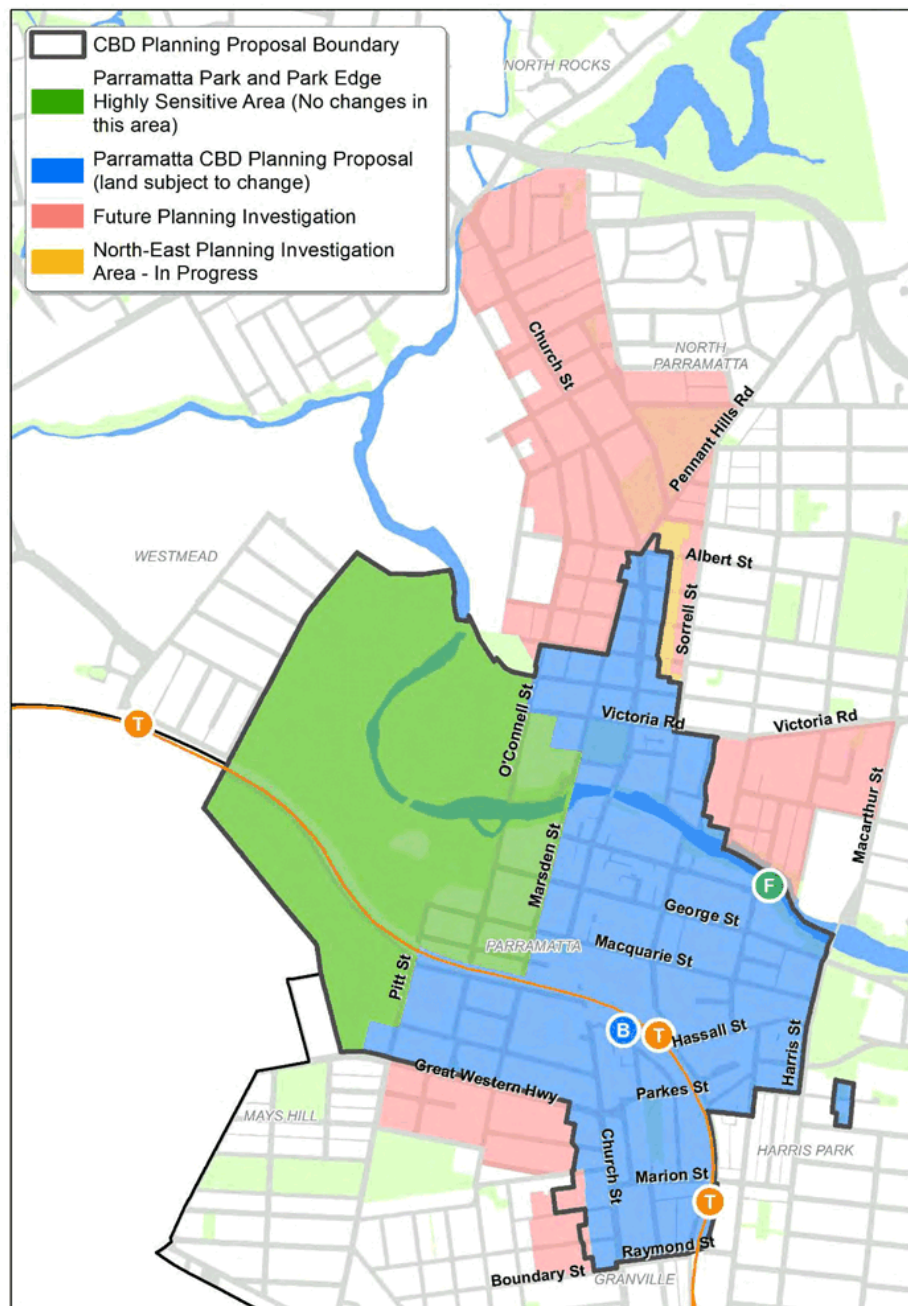 CBD Planning Proposal Boundary
Parramatta Park and Park Edge
Highly Sensitive Area (No changes in
this area)
Parramatta CBD Planning Proposal
(land subject to change)
Future Planning Investigation
North-East Planning Investigation
Area - In Progress
NORTH ROCKS
Church St
NORTH
PARRAMATTA
Pennant Hills Rd
WESTMEAD
Albert St
Sorrell St
O'Connell St
Victoria Rd
Victoria Rd
T
Macarthur St
Marsden St
F
George St
PARRAMATTA
Macquarie St
Pitt St
B
T
Hassall St
Harris St
Great Western Hwy
Parkes St
MAYS HILL
HARRIS PARK
Church St
Marion St
T
Raymond St
Boundary St
GRANVILLE